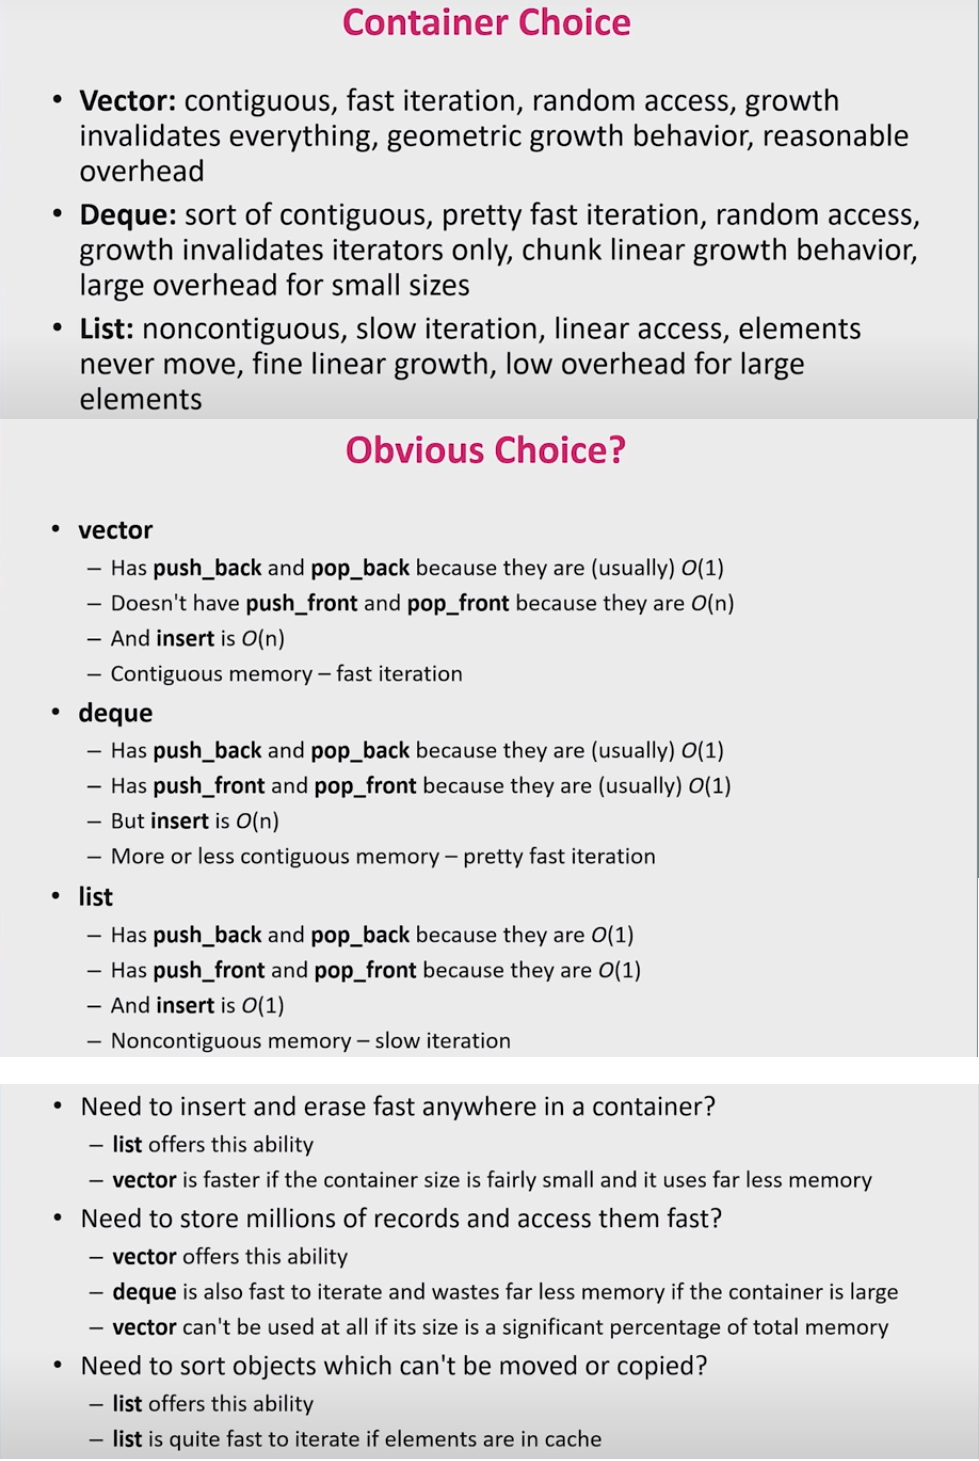 Container Choice
• Vector: contiguous, fast iteration, random access, growth
invalidates everything, geometric growth behavior, reasonable
overhead
• Deque: sort of contiguous, pretty fast iteration, random access,
growth invalidates iterators only, chunk linear growth behavior,
large overhead for small sizes
• List: noncontiguous, slow iteration, linear access, elements
never move, fine linear growth, low overhead for large
elements
Obvious Choice?
• vector
– Has push_back and pop_back because they are (usually) O(1)
– Doesn't have push_front and pop_front because they are O(n)
– And insert is O(n)
– Contiguous memory – fast iteration
• deque
– Has push_back and pop_back because they are (usually) O(1)
– Has push_front and pop_front because they are (usually) O(1)
– But insert is O(n)
– More or less contiguous memory – pretty fast iteration
• list
– Has push_back and pop_back because they are O(1)
– Has push_front and pop_front because they are O(1)
– And insert is O(1)
– Noncontiguous memory – slow iteration
• Need to insert and erase fast anywhere in a container?
– list offers this ability
– vector is faster if the container size is fairly small and it uses far less memory
• Need to store millions of records and access them fast?
– vector offers this ability
– deque is also fast to iterate and wastes far less memory if the container is large
– vector can't be used at all if its size is a significant percentage of total memory
• Need to sort objects which can't be moved or copied?
– list offers this ability
– list is quite fast to iterate if elements are in cache